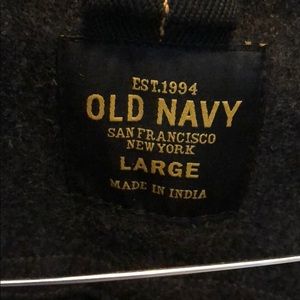 EST.1994
OLD NAVY
SAN FRANCISCO
NEW YORK
LARGE
MADE IN INDIA